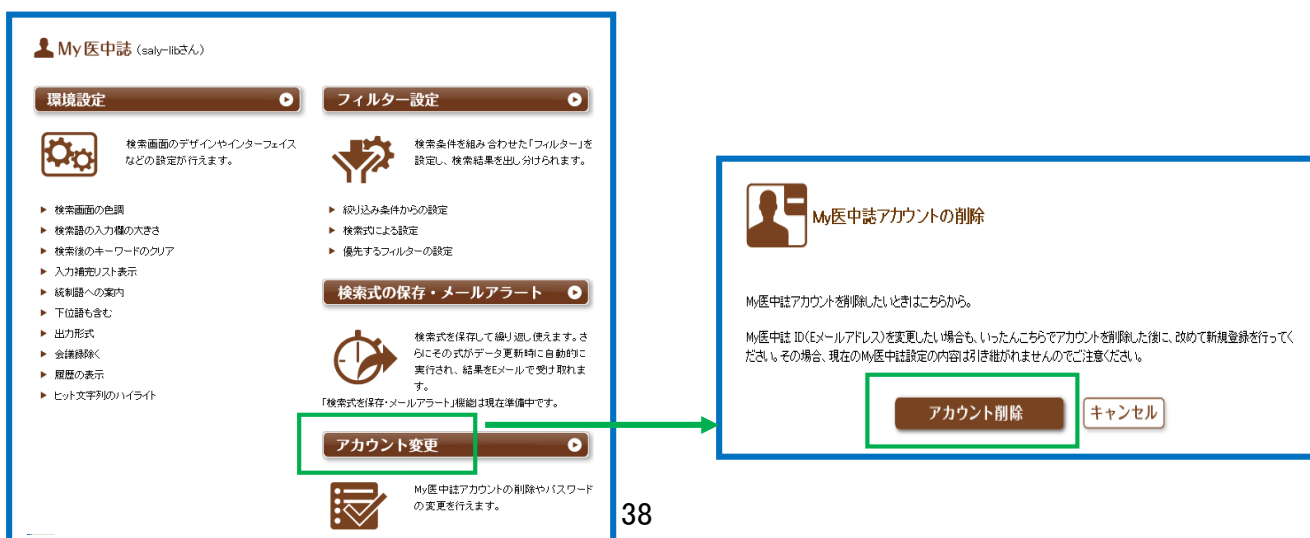 My医中誌 (saly-libさん)
環境設定
検索画面のデザインやインターフェイス
などの設定が行えます。
▶ 検索画面の色調
▶ 検索語の入力欄の大きさ
▶ 検索後のキーワードのクリア
▶ 入力補完リスト表示
▶ 統制語への案内
▶ 下位語も含む
▶ 出力形式
▶ 会議録除く
▶ 履歴の表示
▶ ヒット文字列のハイライト
フィルター設定
検索条件を組み合わせた「フィルター」を
設定し、検索結果を出し分けられます。
▶ 絞り込み条件からの設定
▶ 検索式による設定
▶ 優先するフィルターの設定
検索式の保存・メールアラート
検索式を保存して繰り返し使えます。さ
らにその式がデータ更新時に自動的に
実行され、結果をEメールで受け取れま
す。
「検索式を保存・メールアラート」機能は現在準備中です。
アカウント変更
My医中誌アカウントの削除やパスワード
の変更を行えます。
My医中誌アカウントの削除
My医中誌アカウントを削除したいときはこちらから。
My医中誌 ID(Eメールアドレス)を変更したい場合も、いったんこちらでアカウントを削除した後に、改めて新規登録を行ってく
ださい。その場合、現在のMy医中誌設定の内容は引き継がれませんのでご注意ください。
アカウント削除
キャンセル
38